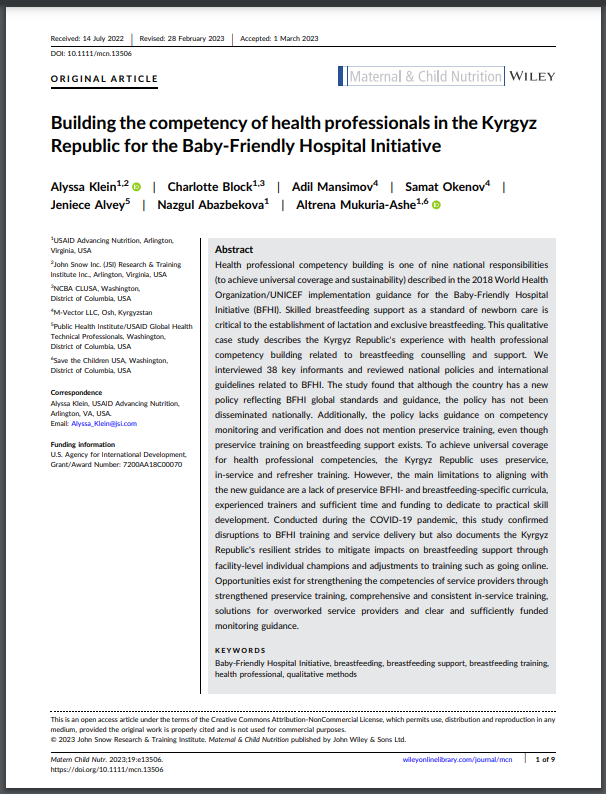 Received: 14 July 2022 | Revised: 28 February 2023 | Accepted: 1 March 2023
DOI: 10.1111/mcn.13506
ORIGINAL ARTICLE
Maternal & Child Nutrition WILEY
Building the competency of health professionals in the Kyrgyz
Republic for the Baby-Friendly Hospital Initiative
Alyssa Klein1,2 | Charlotte Block1,3 | Adil Mansimov4 | Samat Okenov4 |
Jeniece Alvey5 | Nazgul Abazbekova1 | Altrena Mukuria-Ashe1,6
1USAID Advancing Nutrition, Arlington,
Virginia, USA
2John Snow Inc. (JSI) Research & Training
Institute Inc., Arlington, Virginia, USA
3NCBA CLUSA, Washington,
District of Columbia, USA
4M-Vector LLC, Osh, Kyrgyzstan
5Public Health Institute/USAID Global Health
Technical Professionals, Washington,
District of Columbia, USA
6Save the Children USA, Washington,
District of Columbia, USA
Correspondence
Alyssa Klein, USAID Advancing Nutrition,
Arlington, VA, USA.
Email: Alyssa_Klein@jsi.com
Funding information
U.S. Agency for International Development,
Grant/Award Number: 7200AA18C00070
Abstract
Health professional competency building is one of nine national responsibilities
(to achieve universal coverage and sustainability) described in the 2018 World Health
Organization/UNICEF implementation guidance for the Baby-Friendly Hospital
Initiative (BFHI). Skilled breastfeeding support as a standard of newborn care is
critical to the establishment of lactation and exclusive breastfeeding. This qualitative
case study describes the Kyrgyz Republic's experience with health professional
competency building related to breastfeeding counselling and support. We
interviewed 38 key informants and reviewed national policies and international
guidelines related to BFHI. The study found that although the country has a new
policy reflecting BFHI global standards and guidance, the policy has not been
disseminated nationally. Additionally, the policy lacks guidance on competency
monitoring and verification and does not mention preservice training, even though
preservice training on breastfeeding support exists. To achieve universal coverage
for health professional competencies, the Kyrgyz Republic uses preservice,
in-service and refresher training. However, the main limitations to aligning with
the new guidance are a lack of preservice BFHI- and breastfeeding-specific curricula,
experienced trainers and sufficient time and funding to dedicate to practical skill
development. Conducted during the COVID-19 pandemic, this study confirmed
disruptions to BFHI training and service delivery but also documents the Kyrgyz
Republic's resilient strides to mitigate impacts on breastfeeding support through
facility-level individual champions and adjustments to training such as going online.
Opportunities exist for strengthening the competencies of service providers through
strengthened preservice training, comprehensive and consistent in-service training,
solutions for overworked service providers and clear and sufficiently funded
monitoring guidance.
KEYWORDS
Baby-Friendly Hospital Initiative, breastfeeding, breastfeeding support, breastfeeding training,
health professional, qualitative methods
This is an open access article under the terms of the Creative Commons Attribution-NonCommercial License, which permits use, distribution and reproduction in any
medium, provided the original work is properly cited and is not used for commercial purposes.
© 2023 John Snow Research & Training Institute. Maternal & Child Nutrition published by John Wiley & Sons Ltd.
Matern Child Nutr. 2023;19:e13506. wileyonlinelibrary.com/journal/mcn | 1 of 9
https://doi.org/10.1111/mcn.13506